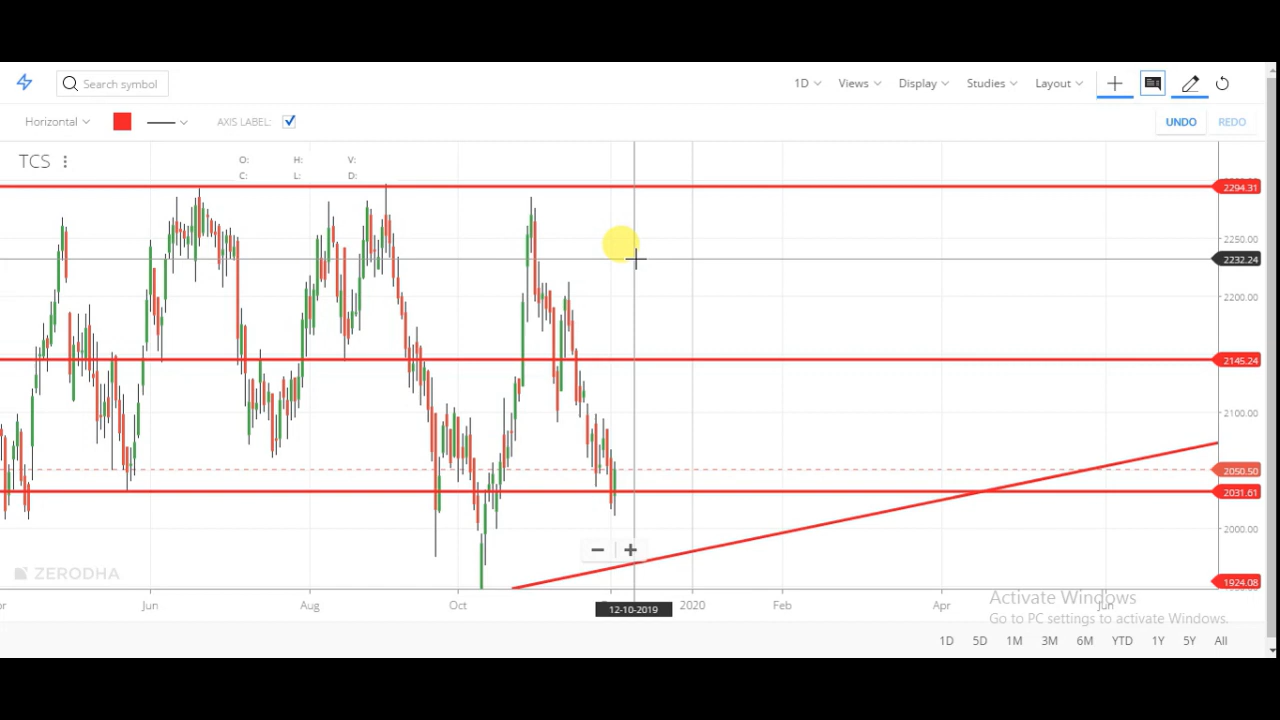 Search symbol
1D Views Display Studies Layout
Horizontal AXIS LABEL: UNDO REDO
TCS
O: H: V:
C: L: D:
2294.31
2250.00
2232.24
2200.00
2145.24
2100.00
2050.50
2031.61
2000.00
ZERODHA
1924.08
Jun Aug Oct 2020 Feb Apr Jun
12-10-2019
Activate Windows
Go to PC settings to activate Windows.
1D 5D 1M 3M 6M YTD 1Y 5Y All